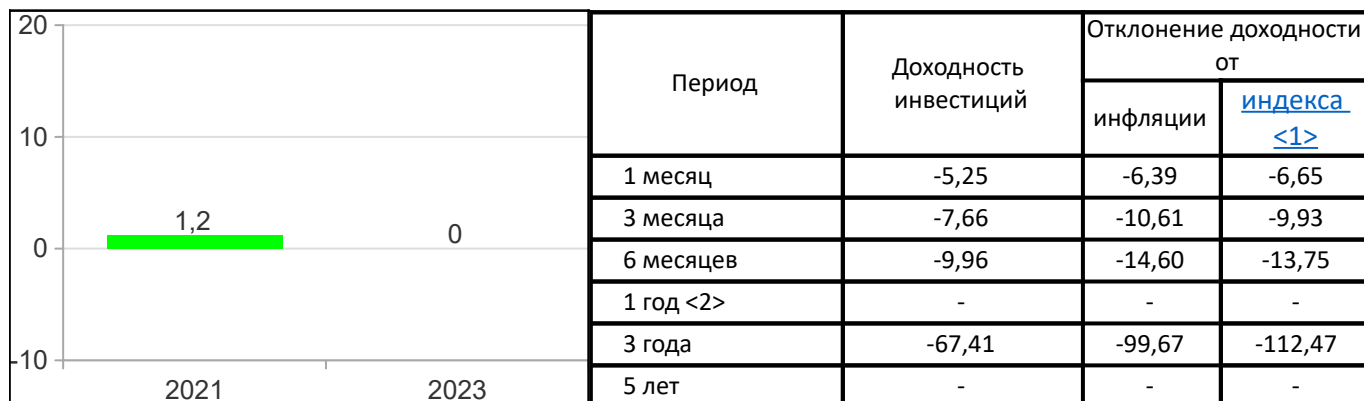 20
10
0
-10
1,2
0
2021
2023
Период
Доходность
инвестиций
Отклонение доходности
от
инфляции
индекса
<1>
1 месяц -5,25 -6,39 -6,65
3 месяца -7,66 -10,61 -9,93
6 месяцев -9,96 -14,60 -13,75
1 год <2> - - -
3 года -67,41 -99,67 -112,47
5 лет - - -